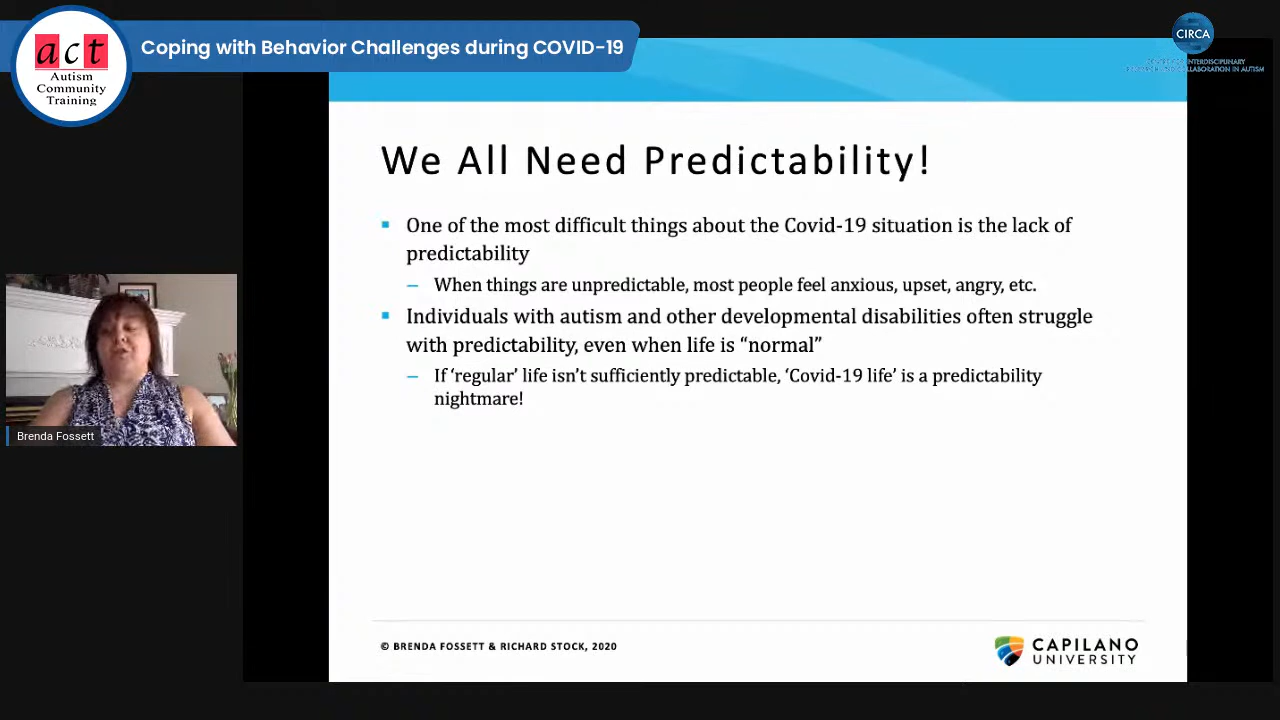 act
Autism
Community
Training
Coping with Behavior Challenges during COVID-19
CIRCA
INTERDISCIPLINARY
COLLABORATION IN AUTISM
We All Need Predictability!
One of the most difficult things about the Covid-19 situation is the lack of
predictability
– When things are unpredictable, most people feel anxious, upset, angry, etc.
Individuals with autism and other developmental disabilities often struggle
with predictability, even when life is “normal”
– If ‘regular’ life isn’t sufficiently predictable, ‘Covid-19 life’ is a predictability
nightmare!
Brenda Fossett
© BRENDA FOSSETT & RICHARD STOCK, 2020
CAPILANO
UNIVERSITY